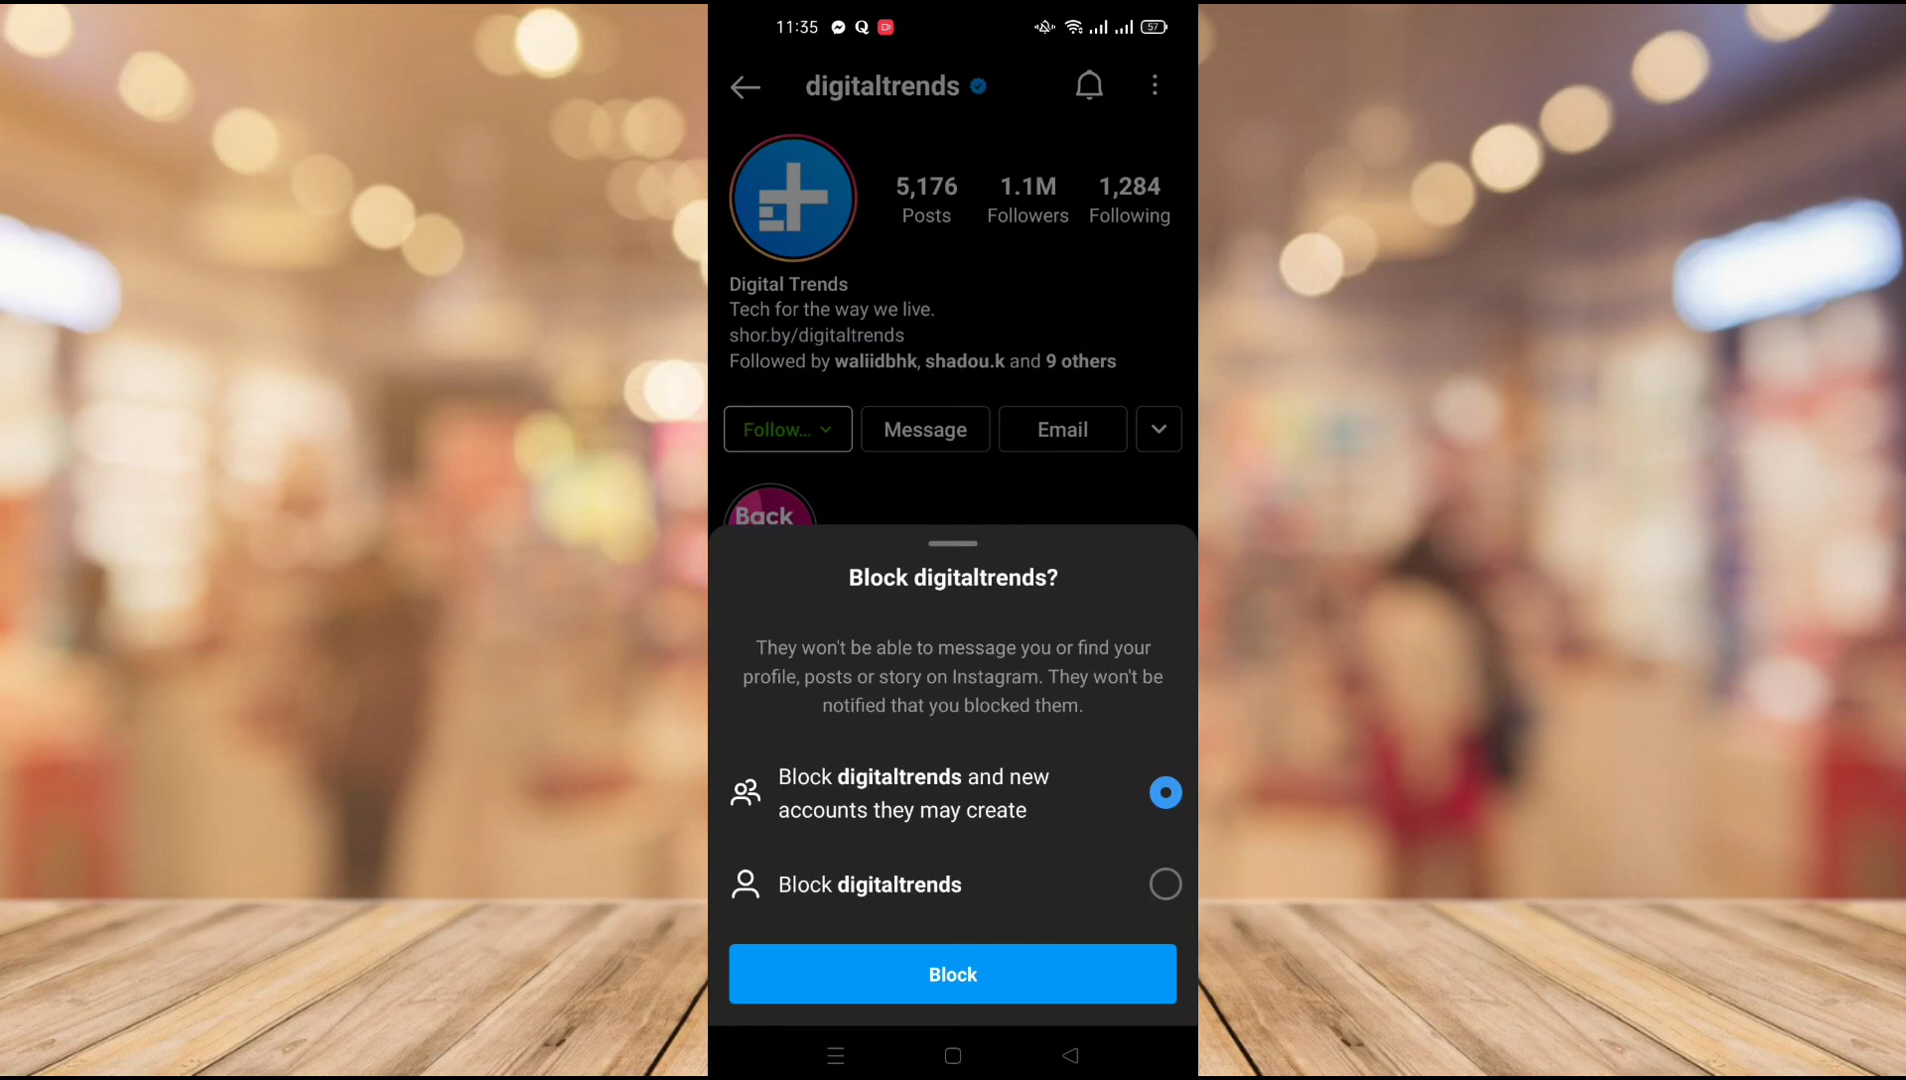 11:35
57
digitaltrends
5,176 1.1M 1,284
Posts Followers Following
Digital Trends
Tech for the way we live.
shor.by/digitaltrends
Followed by waliidbhk, shadou.k and 9 others
Follow... Message Email
Back
Block digitaltrends?
They won't be able to message you or find your
profile, posts or story on Instagram. They won't be
notified that you blocked them.
Block digitaltrends and new
accounts they may create
Block digitaltrends
Block